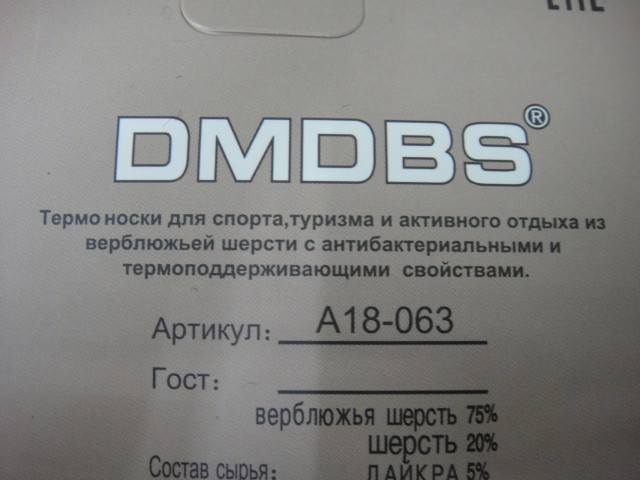 EAC
DMDBS®
Термо носки для спорта,туризма и активного отдыха из
верблюжьей шерсти с антибактериальными и
термоподдерживающими свойствами.
Артикул: А18-063
Гост:
верблюжья шерсть 75%
шерсть 20%
Состав сырья: ЛАЙКРА 5%